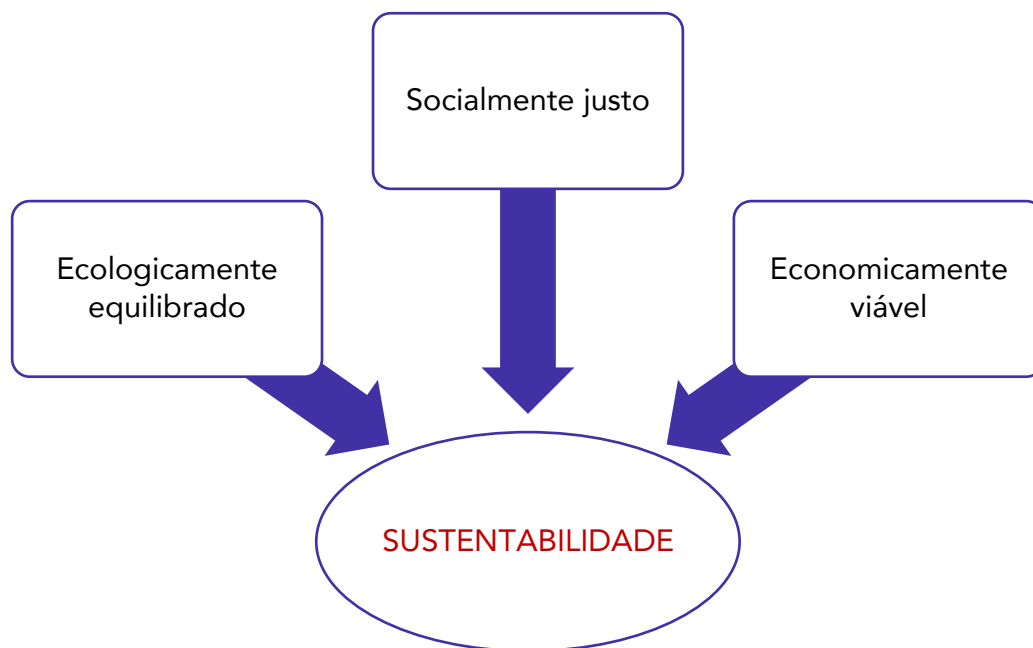 Socialmente justo
Ecologicamente
equilibrado
Economicamente
viável
SUSTENTABILIDADE